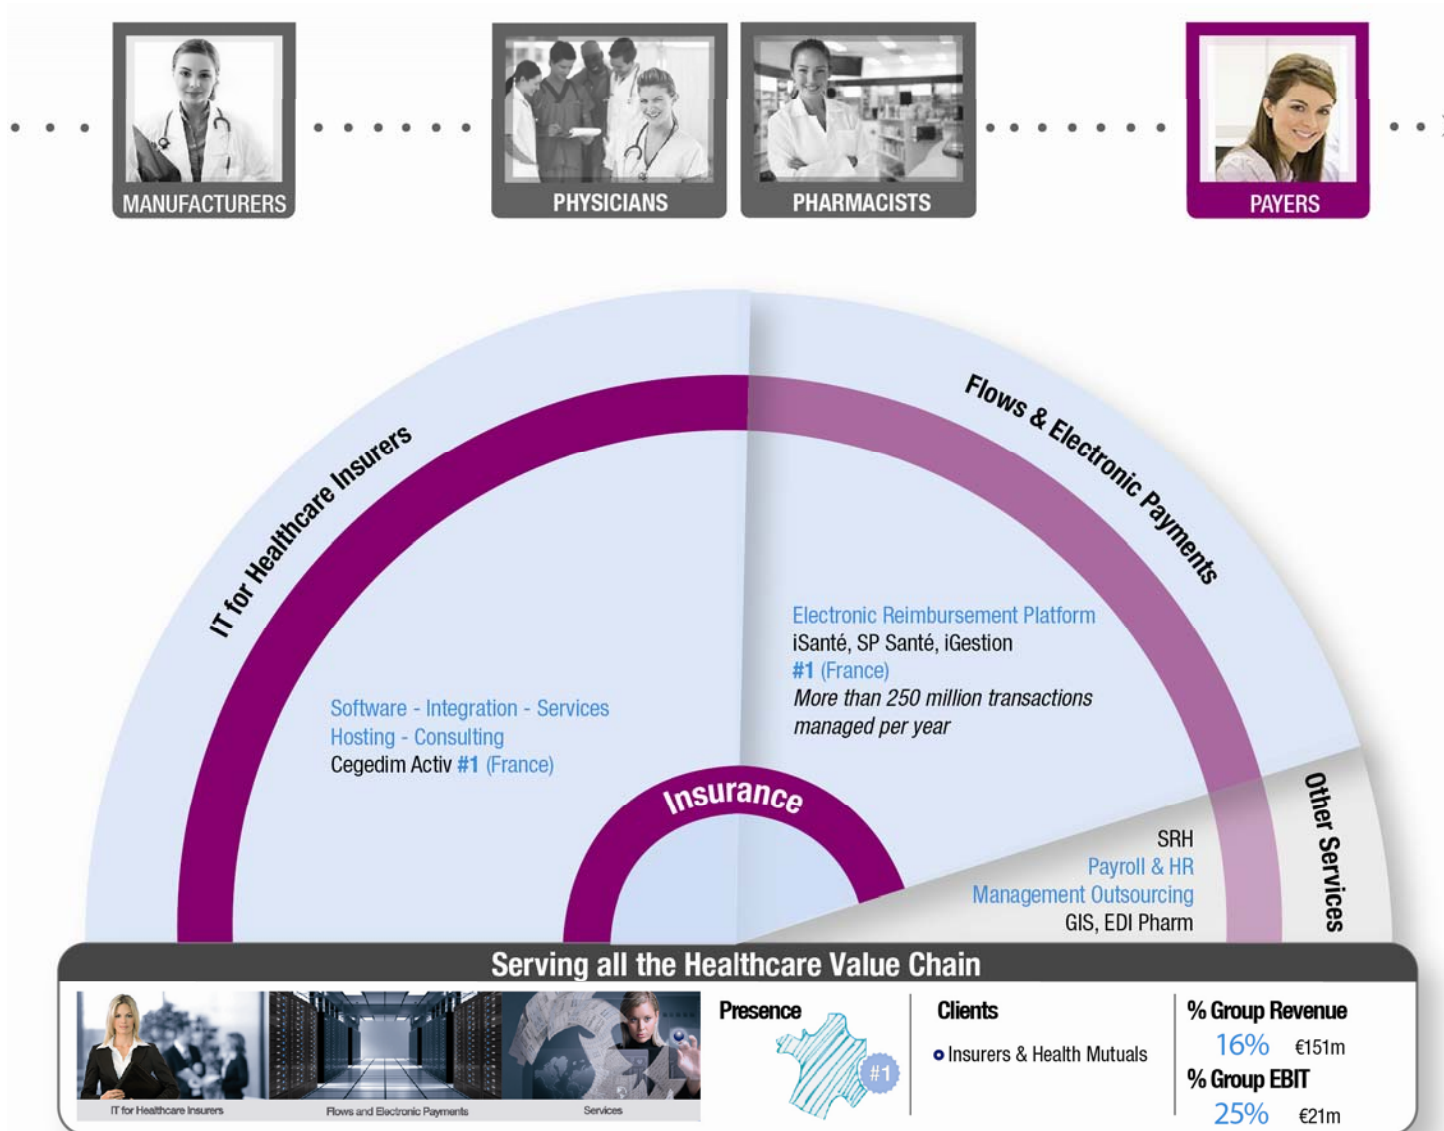 MANUFACTURERS
PHYSICIANS
PHARMACISTS
PAYERS
IT for Healthcare Insurers
Flows & Electronic Payments
Other Services
Software - Integration - Services
Hosting - Consulting
Cegedim Activ #1 (France)
Electronic Reimbursement Platform
iSanté, SP Santé, iGestion
#1 (France)
More than 250 million transactions
managed per year
Insurance
SRH
Payroll & HR
Management Outsourcing
GIS, EDI Pharm
Serving all the Healthcare Value Chain
IT for Healthcare Insurers
Flows and Electronic Payments
Services
Presence
#1
Clients
Insurers & Health Mutuals
% Group Revenue
16% €151m
% Group EBIT
25% €21m